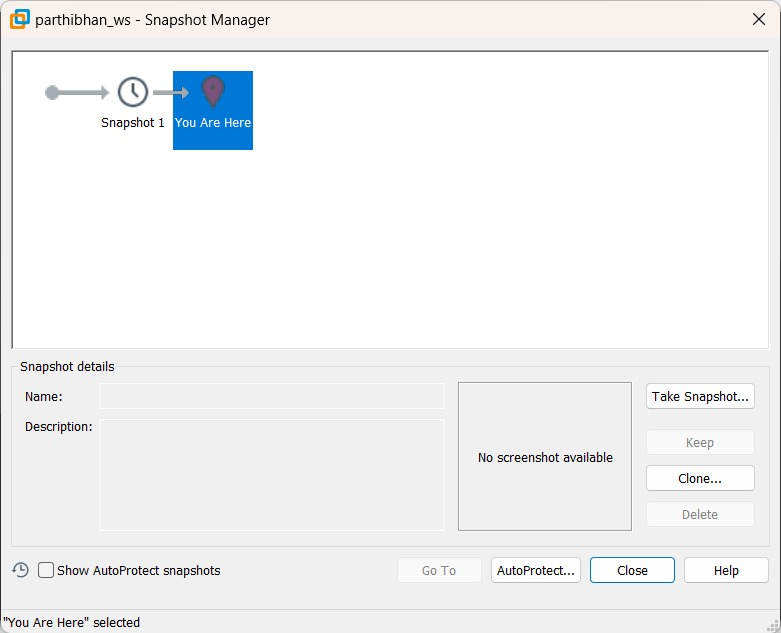 parthibhan_ws - Snapshot Manager
Snapshot 1
You Are Here
Snapshot details
Name:
Take Snapshot...
Description:
Keep
No screenshot available
Clone...
Delete
Show AutoProtect snapshots
Go To
AutoProtect...
Close
Help
"You Are Here" selected